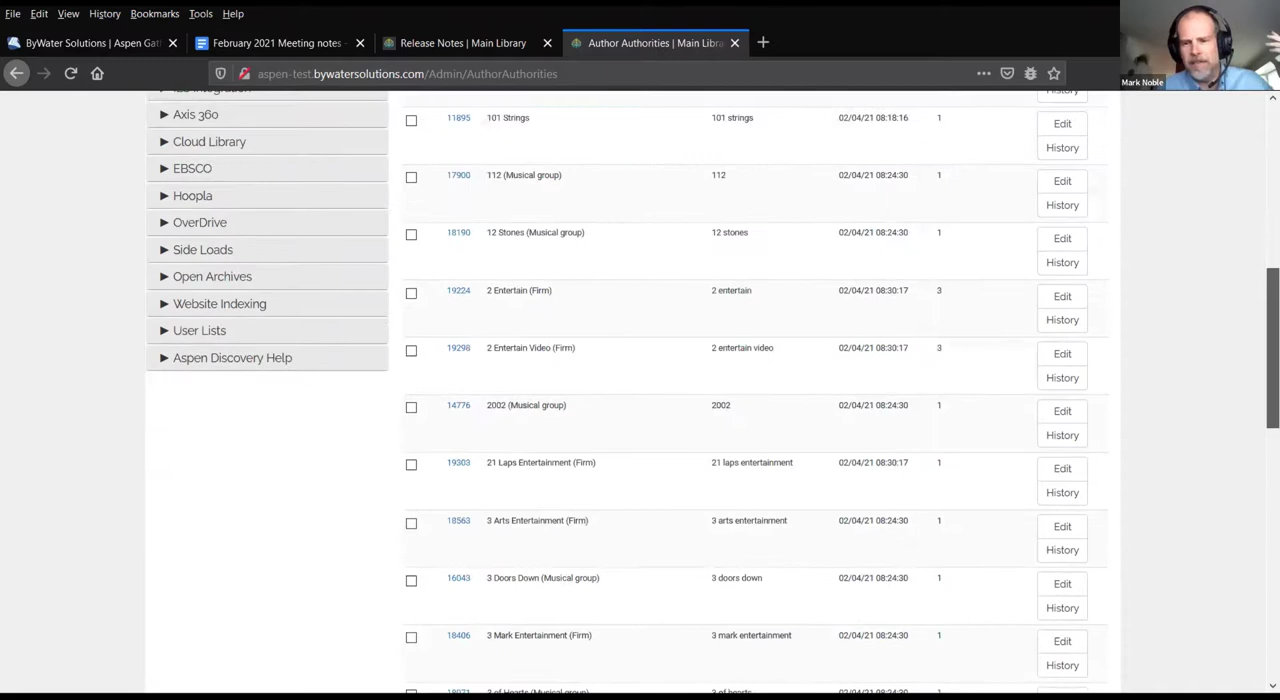 File Edit View History Bookmarks Tools Help
ByWater Solutions | Aspen Gat
February 2021 Meeting notes -
Release Notes | Main Library
Author Authorities | Main Libra
aspen-test.bywatersolutions.com/Admin/AuthorAuthorities
Mark Noble
History
Axis 360
Cloud Library
EBSCO
Hoopla
OverDrive
Side Loads
Open Archives
Website Indexing
User Lists
Aspen Discovery Help
11895 101 Strings 101 strings 02/04/21 08:18:16 1 Edit
History
17900 112 (Musical group) 112 02/04/21 08:24:30 1 Edit
History
18190 12 Stones (Musical group) 12 stones 02/04/21 08:24:30 1 Edit
History
19224 2 Entertain (Firm) 2 entertain 02/04/21 08:30:17 3 Edit
History
19298 2 Entertain Video (Firm) 2 entertain video 02/04/21 08:30:17 3 Edit
History
14776 2002 (Musical group) 2002 02/04/21 08:24:30 1 Edit
History
19303 21 Laps Entertainment (Firm) 21 laps entertainment 02/04/21 08:30:17 1 Edit
History
18563 3 Arts Entertainment (Firm) 3 arts entertainment 02/04/21 08:24:30 1 Edit
History
16043 3 Doors Down (Musical group) 3 doors down 02/04/21 08:24:30 1 Edit
History
18406 3 Mark Entertainment (Firm) 3 mark entertainment 02/04/21 08:24:30 1 Edit
History
3 of Hearts (Musical group) 3 of hearts